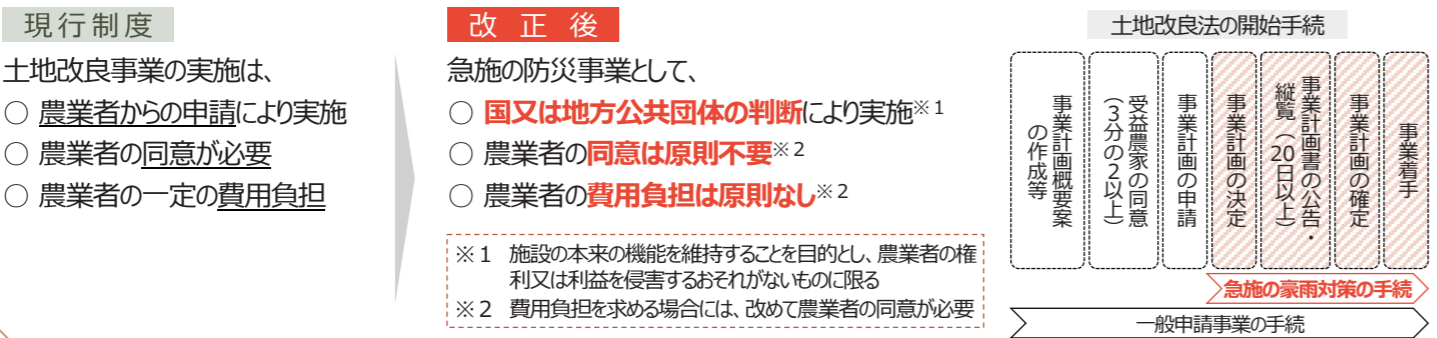 現行制度
土地改良事業の実施は、
○ 農業者からの申請により実施
○ 農業者の同意が必要
○ 農業者の一定の費用負担
改正後
急施の防災事業として、
○ 国又は地方公共団体の判断により実施※1
○ 農業者の同意は原則不要※2
○ 農業者の費用負担は原則なし※2
※1 施設の本来の機能を維持することを目的とし、農業者の権
利又は利益を侵害するおそれがないものに限る
※2 費用負担を求める場合には、改めて農業者の同意が必要
土地改良法の開始手続
事業計画概要案
の作成等
受益農家の同意
（3分の2以上）
事業計画の申請
事業計画の決定
事業計画書の公告・
縦覧（20日以上）
事業計画の確定
事業着手
急施の豪雨対策の手続
一般申請事業の手続